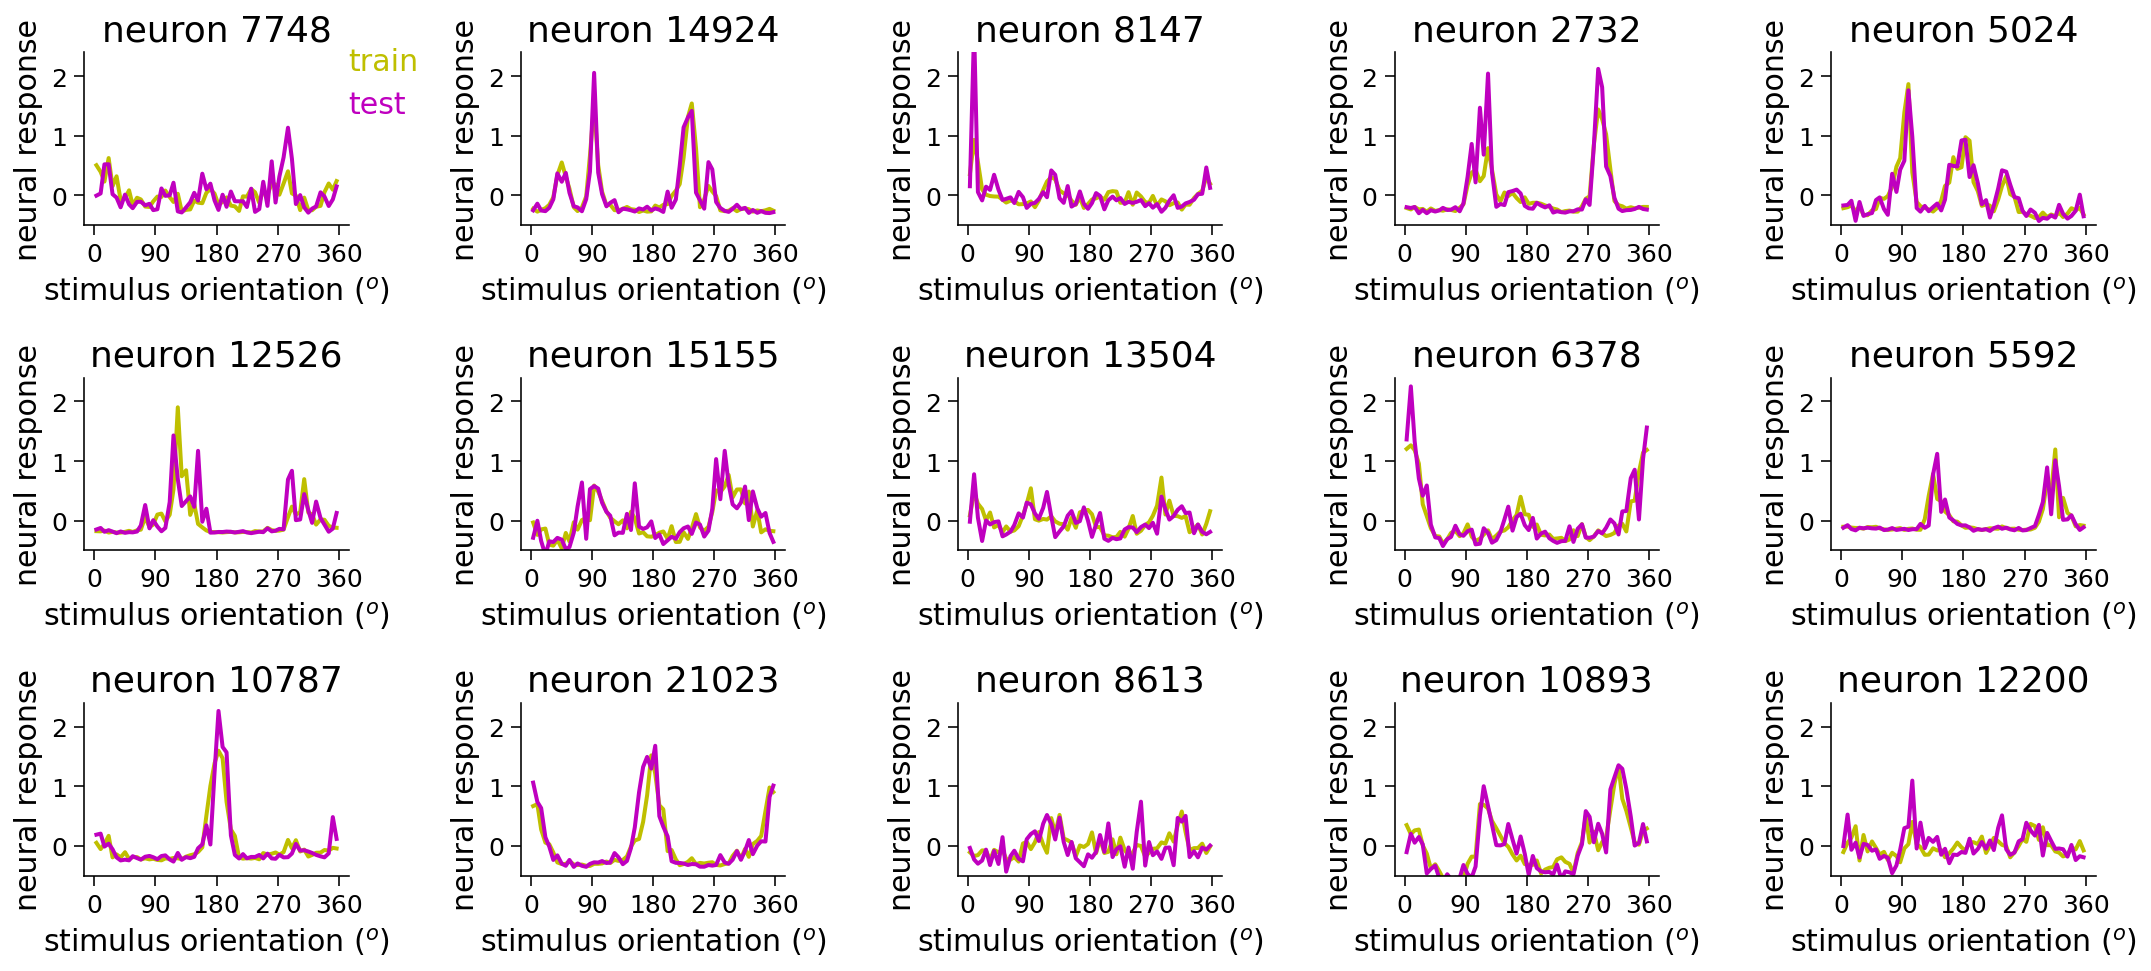 neuron 7748
neuron 14924
neuron 8147
neuron 2732
neuron 5024
train
test
neural response
2
1
0
0 90 180 270 360
stimulus orientation (o)
neural response
2
1
0
0 90 180 270 360
stimulus orientation (o)
neural response
2
1
0
0 90 180 270 360
stimulus orientation (o)
neural response
2
1
0
0 90 180 270 360
stimulus orientation (o)
neural response
2
1
0
0 90 180 270 360
stimulus orientation (o)
neuron 12526
neuron 15155
neuron 13504
neuron 6378
neuron 5592
neural response
2
1
0
0 90 180 270 360
stimulus orientation (o)
neural response
2
1
0
0 90 180 270 360
stimulus orientation (o)
neural response
2
1
0
0 90 180 270 360
stimulus orientation (o)
neural response
2
1
0
0 90 180 270 360
stimulus orientation (o)
neural response
2
1
0
0 90 180 270 360
stimulus orientation (o)
neuron 10787
neuron 21023
neuron 8613
neuron 10893
neuron 12200
neural response
2
1
0
0 90 180 270 360
stimulus orientation (o)
neural response
2
1
0
0 90 180 270 360
stimulus orientation (o)
neural response
2
1
0
0 90 180 270 360
stimulus orientation (o)
neural response
2
1
0
0 90 180 270 360
stimulus orientation (o)
neural response
2
1
0
0 90 180 270 360
stimulus orientation (o)